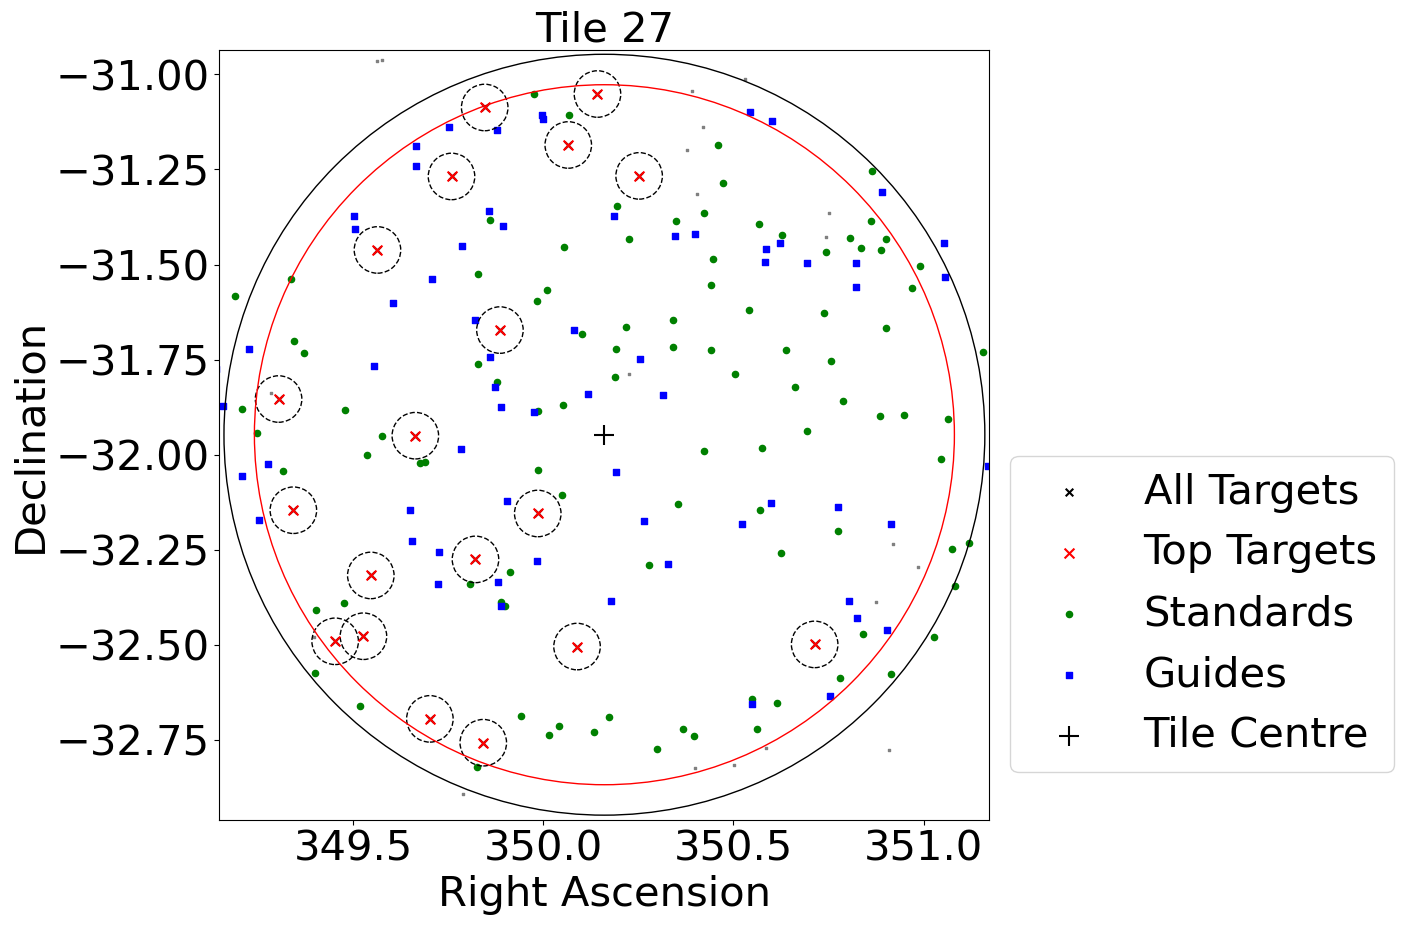 Tile 27
−31.00
−31.25
−31.50
−31.75
−32.00
−32.25
−32.50
−32.75
Declination
349.5 350.0 350.5 351.0
Right Ascension
All Targets
Top Targets
Standards
Guides
Tile Centre